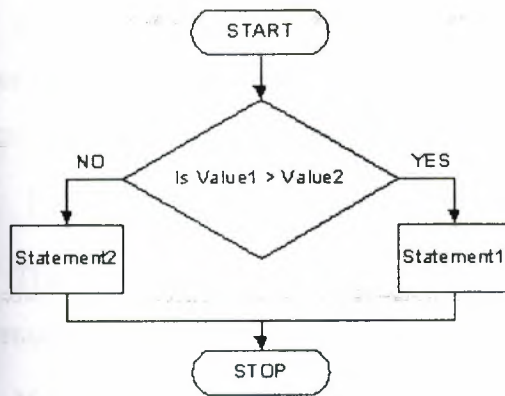 START
Is Value1 > Value2
NO
YES
Statement2
Statement1
STOP